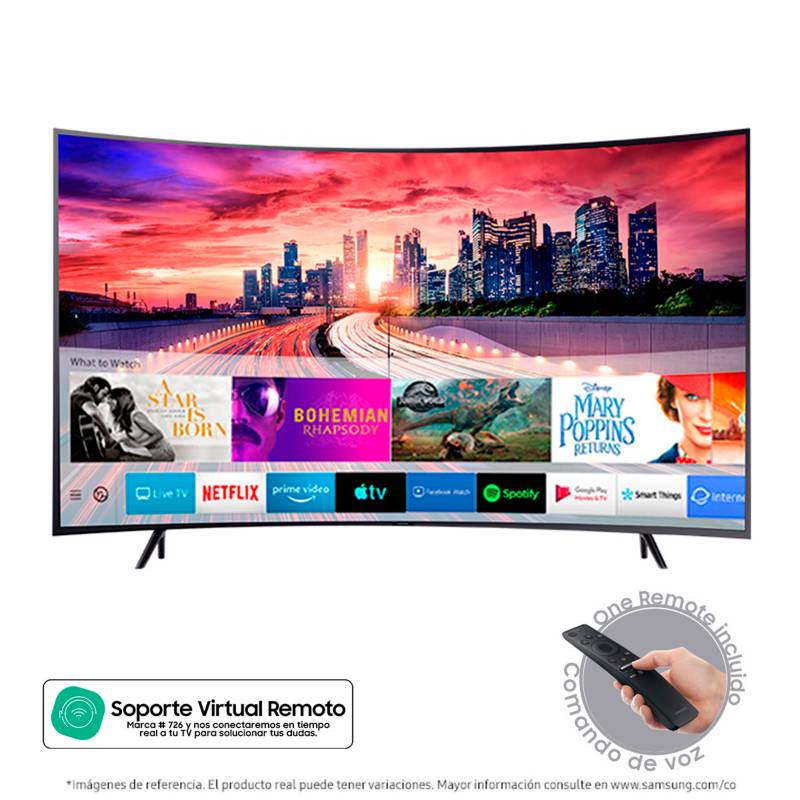 What to Watch
A
STAR
IS
BORN
BOHEMIAN
RHAPSODY
Disney
MARY
POPPINS
RETURNS
Live TV
NETFLIX
prime video
tv
Facebook Watch
Spotify
Google Play
Movies & TV
Smart Things
Interne
One Remote incluido
Comando de voz
Soporte Virtual Remoto
Marca # 726 y nos conectaremos en tiempo
real a tu TV para solucionar tus dudas.
*Imágenes de referencia. El producto real puede tener variaciones. Mayor información consulte en www.samsung.com/co